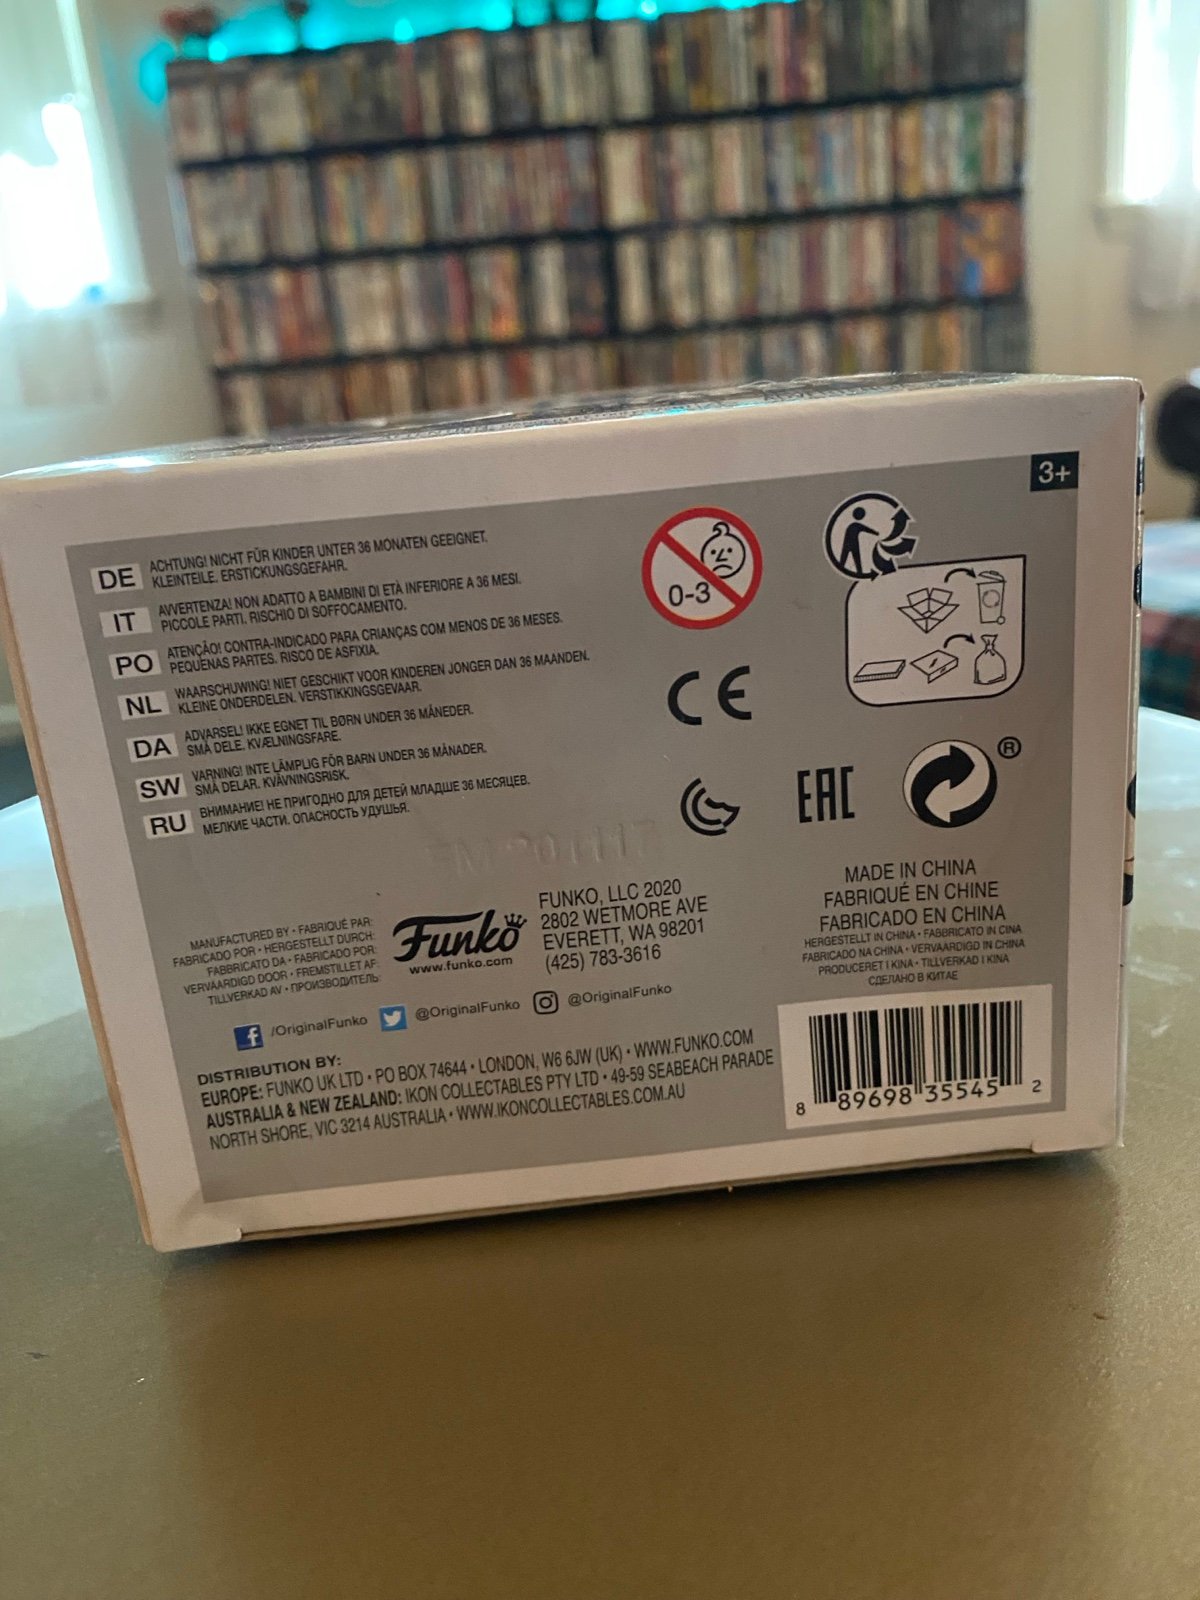 3+
DE ACHTUNG! NICHT FÜR KINDER UNTER 36 MONATEN GEEIGNET.
KLEINTEILE. ERSTICKUNGSGEFAHR.
IT AVVERTENZA! NON ADATTO A BAMBINI DI ETÀ INFERIORE A 36 MESI.
PICCOLE PARTI. RISCHIO DI SOFFOCAMENTO.
PO ATENÇÃO! CONTRA-INDICADO PARA CRIANÇAS COM MENOS DE 36 MESES.
PEQUENAS PARTES. RISCO DE ASFIXIA.
NL WAARSCHUWING! NIET GESCHIKT VOOR KINDEREN JONGER DAN 36 MAANDEN.
KLEINE ONDERDELEN. VERSTIKKINGSGEVAAR.
DA ADVARSEL! IKKE EGNET TIL BØRN UNDER 36 MÅNEDER.
SMÅ DELE. KVÆLNINGSFARE.
SW VARNING! INTE LÄMPLIG FÖR BARN UNDER 36 MÅNADER.
SMÅ DELAR. KVÄVNINGSRISK.
RU ВНИМАНИЕ! НЕ ПРИГОДНО ДЛЯ ДЕТЕЙ МЛАДШЕ 36 МЕСЯЦЕВ.
МЕЛКИЕ ЧАСТИ. ОПАСНОСТЬ УДУШЬЯ.
0-3
CE
EAC
®
MANUFACTURED BY • FABRIQUÉ PAR:
FABRICADO POR • HERGESTELLT DURCH:
FABBRICATO DA • FABRICADO POR:
VERVAARDIGD DOOR • FREMSTILLET AF:
TILLVERKAD AV • ПРОИЗВОДИТЕЛЬ:
Funko
www.funko.com
FUNKO, LLC 2020
2802 WETMORE AVE
EVERETT, WA 98201
(425) 783-3616
MADE IN CHINA
FABRIQUÉ EN CHINE
FABRICADO EN CHINA
HERGESTELLT IN CHINA • FABBRICATO IN CINA
FABRICADO NA CHINA • VERVAARDIGD IN CHINA
PRODUCERET I KINA • TILLVERKAD I KINA
СДЕЛАНО В КИТАЕ
/OriginalFunko @OriginalFunko @OriginalFunko
DISTRIBUTION BY:
EUROPE: FUNKO UK LTD • PO BOX 74644 • LONDON, W6 6JW (UK) • WWW.FUNKO.COM
AUSTRALIA & NEW ZEALAND: IKON COLLECTABLES PTY LTD • 49-59 SEABEACH PARADE
NORTH SHORE, VIC 3214 AUSTRALIA • WWW.IKONCOLLECTABLES.COM.AU
8 89698 35545 2